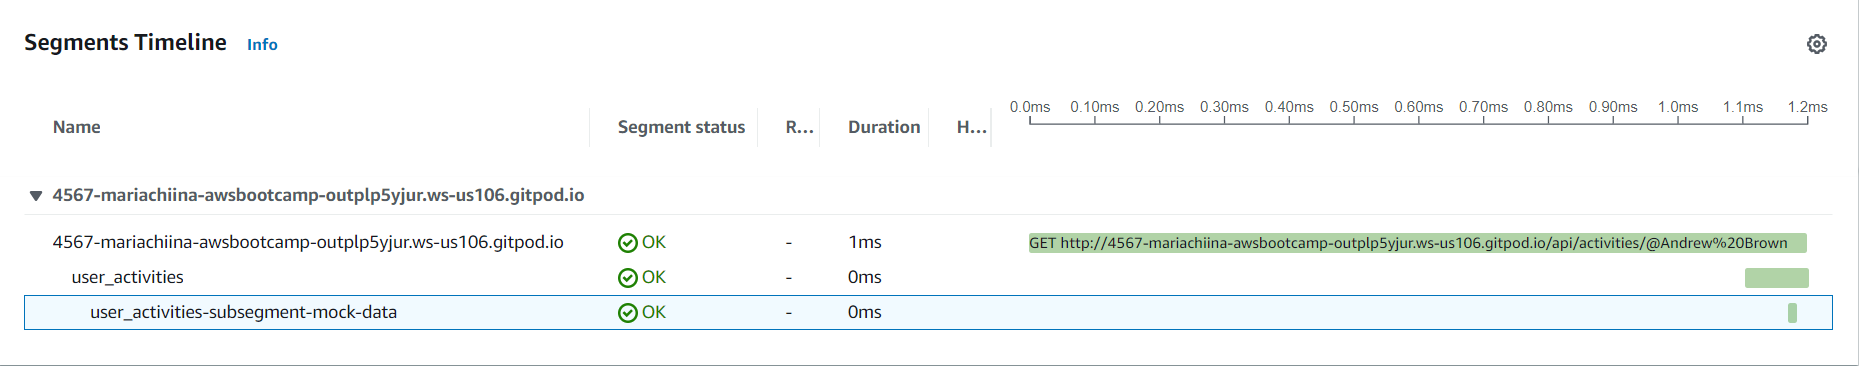 Segments Timeline Info
0.0ms 0.10ms 0.20ms 0.30ms 0.40ms 0.50ms 0.60ms 0.70ms 0.80ms 0.90ms 1.0ms 1.1ms 1.2ms
Name Segment status R... Duration H...
4567-mariachiina-awsbootcamp-outplp5yjur.ws-us106.gitpod.io
4567-mariachiina-awsbootcamp-outplp5yjur.ws-us106.gitpod.io OK - 1ms GET http://4567-mariachiina-awsbootcamp-outplp5yjur.ws-us106.gitpod.io/api/activities/@Andrew%20Brown
user_activities OK - 0ms
user_activities-subsegment-mock-data OK - 0ms